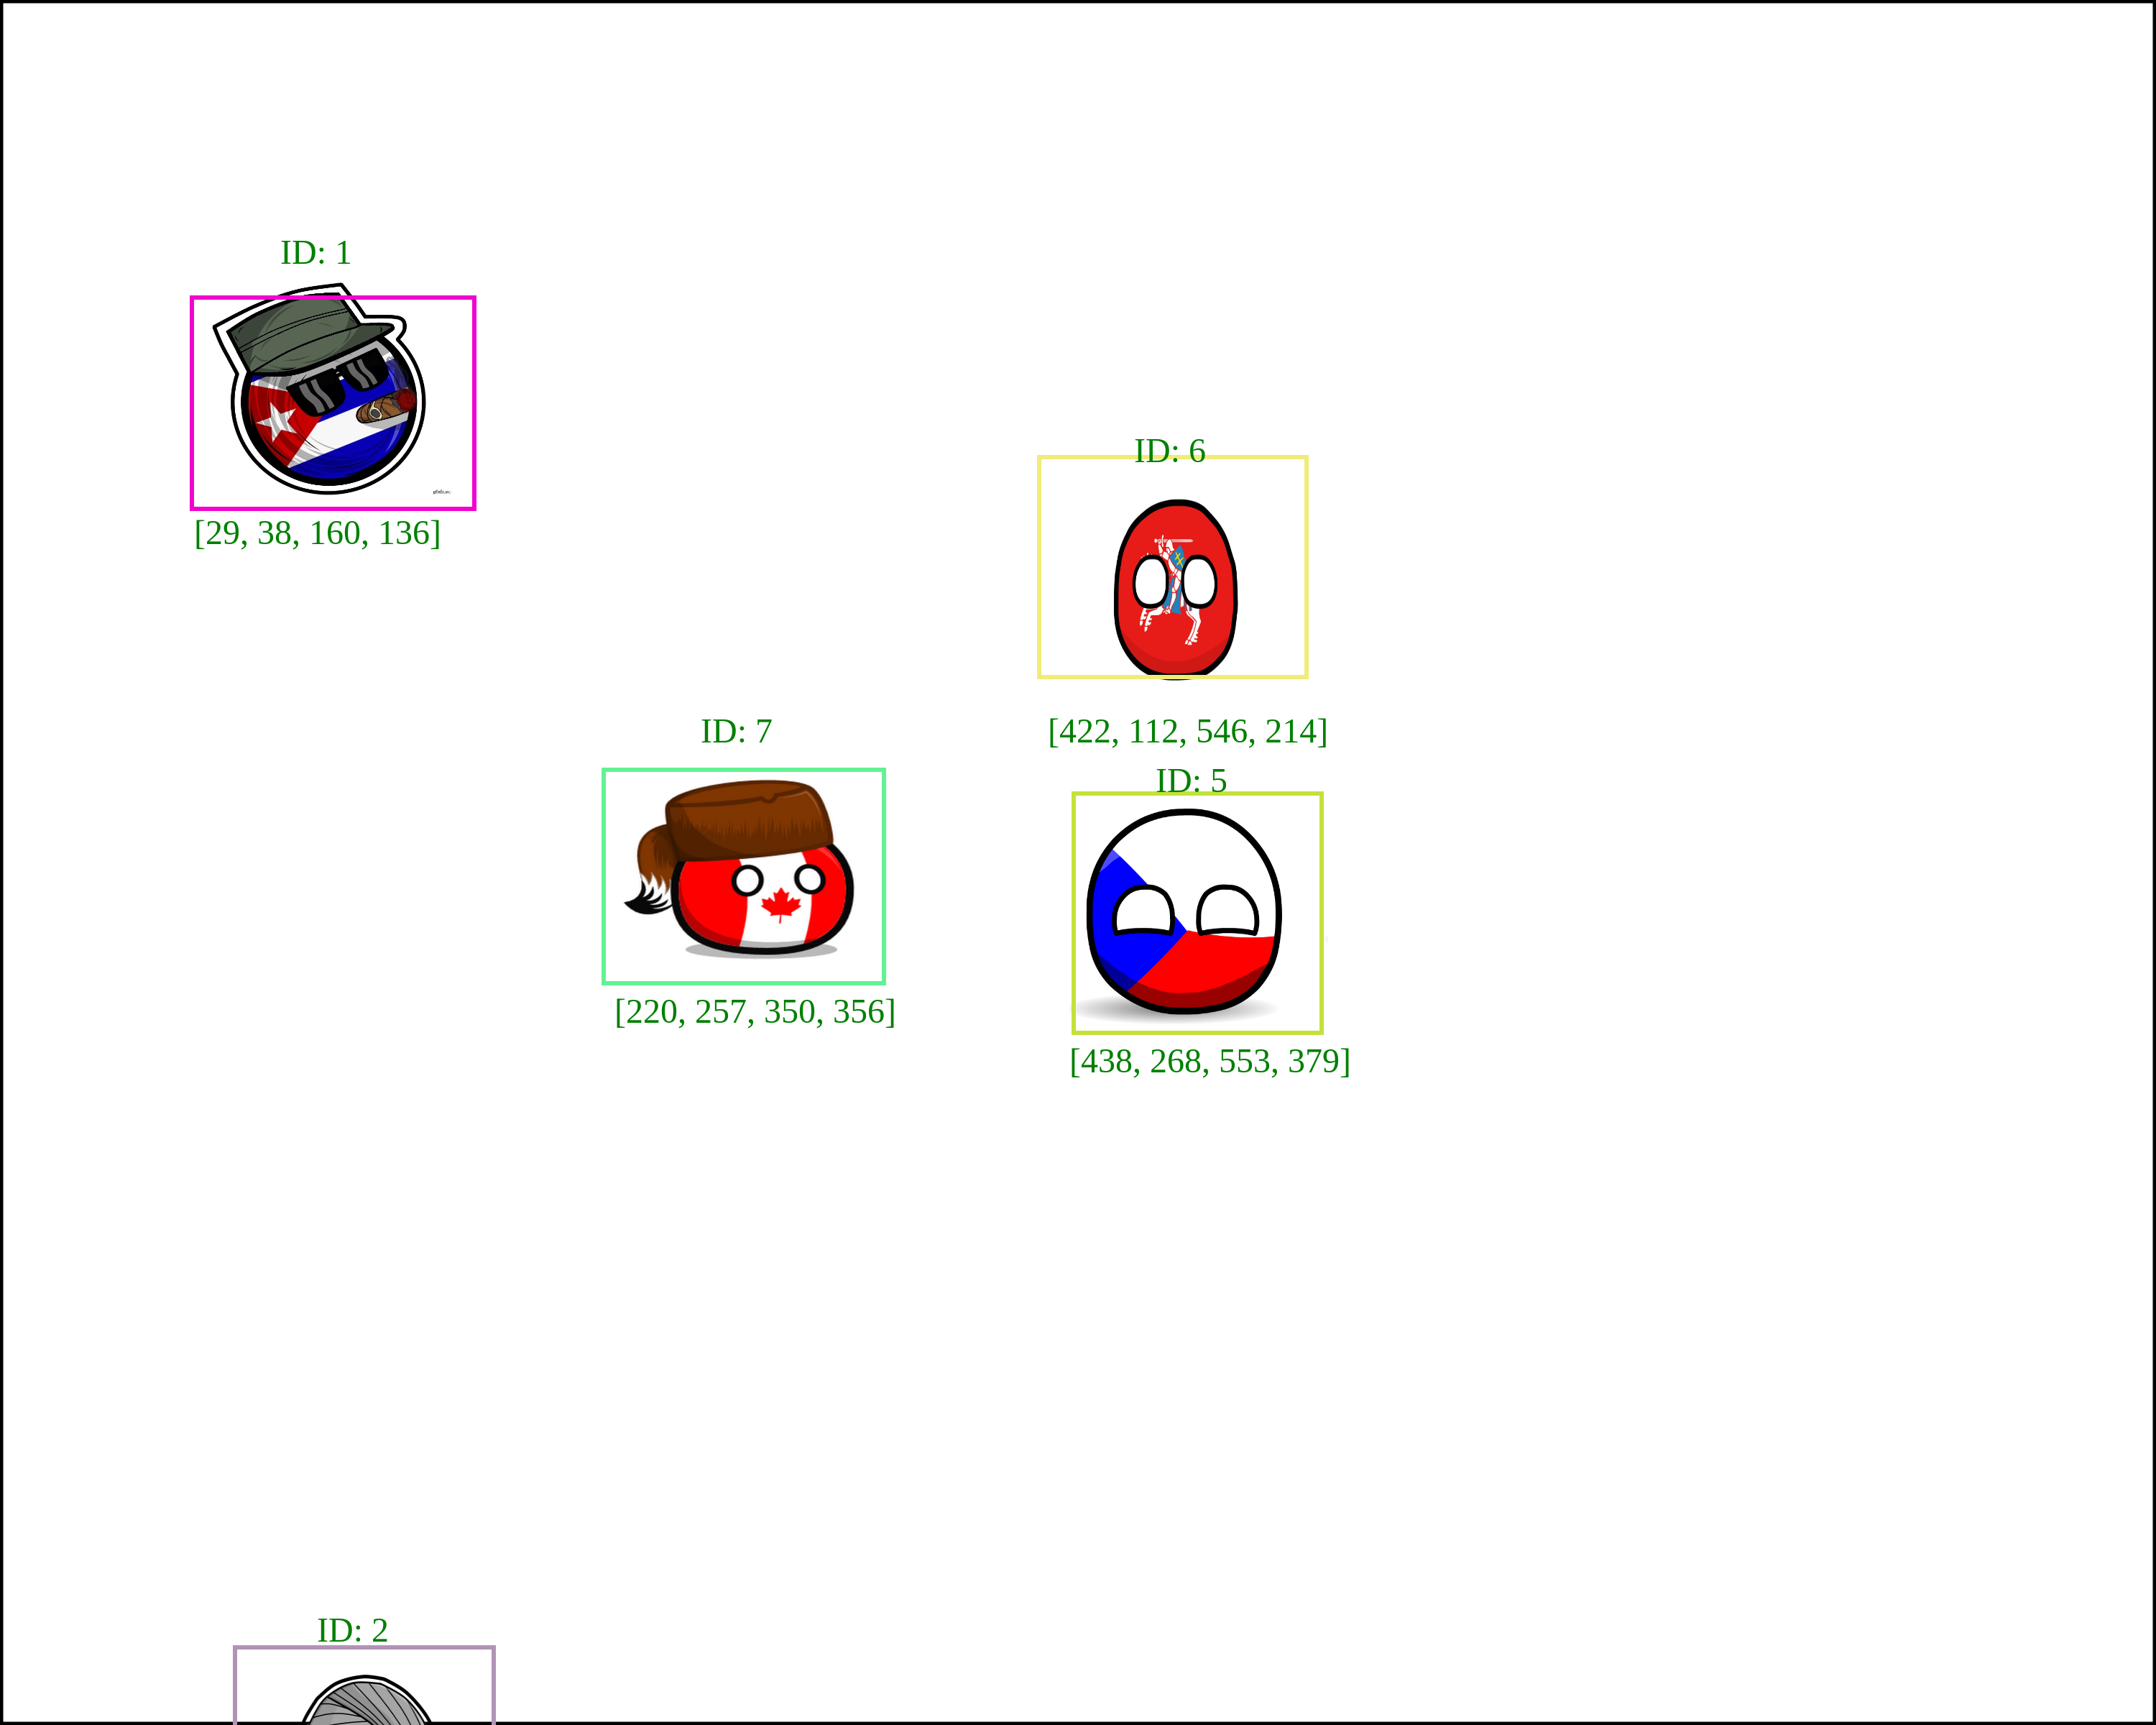 ID: 1
[29, 38, 160, 136]
ID: 6
[422, 112, 546, 214]
ID: 7
[220, 257, 350, 356]
ID: 5
[438, 268, 553, 379]
ID: 2